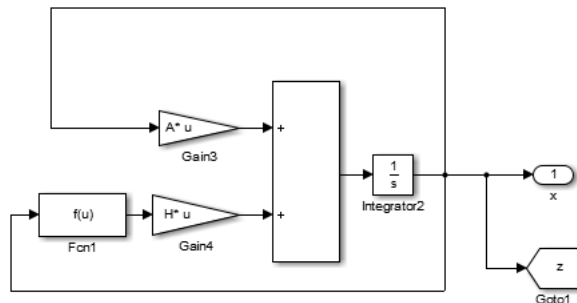 A* u
+
Gain3
1
s
Integrator2
1
x
f(u)
Fcn1
H* u
+
Gain4
z
Goto1